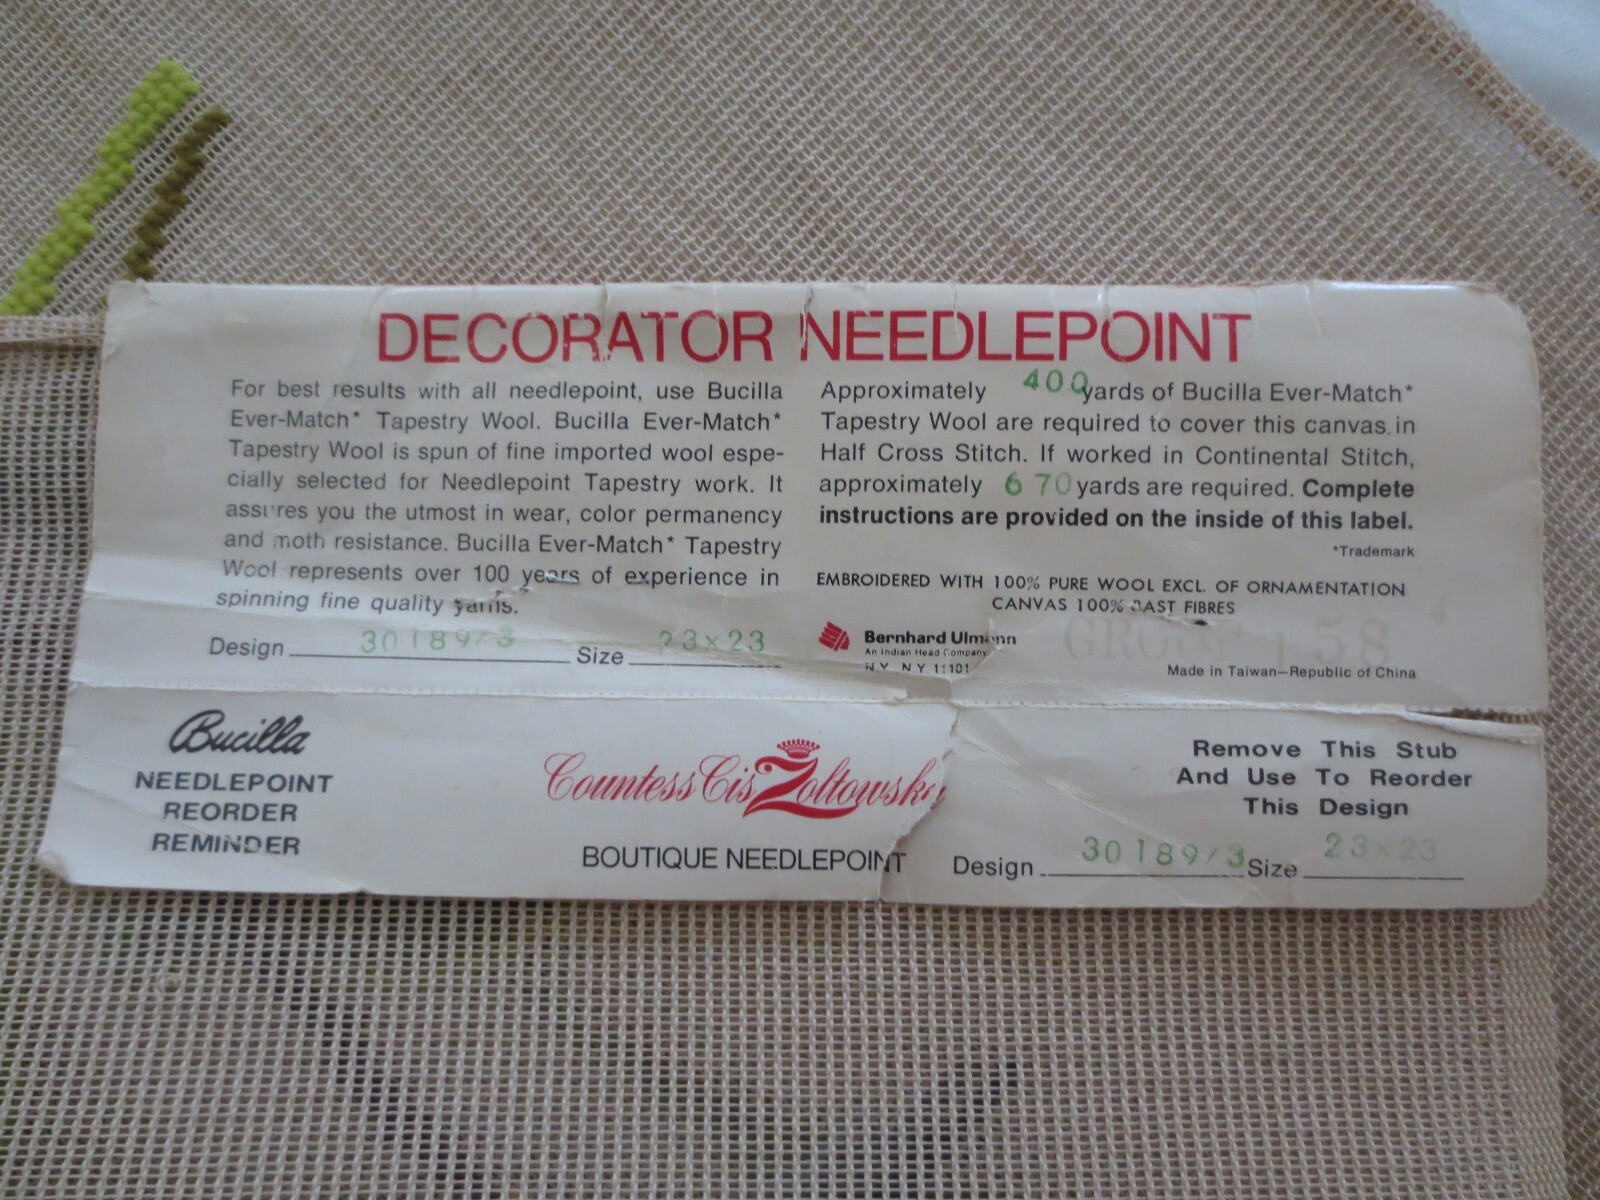 DECORATOR NEEDLEPOINT
For best results with all needlepoint, use Bucilla
Ever-Match* Tapestry Wool. Bucilla Ever-Match*
Tapestry Wool is spun of fine imported wool espe-
cially selected for Needlepoint Tapestry work. It
assures you the utmost in wear, color permanency
and moth resistance. Bucilla Ever-Match* Tapestry
Wool represents over 100 years of experience in
spinning fine quality yarns.
Design 30189/3 Size 23x23
Approximately 400 yards of Bucilla Ever-Match*
Tapestry Wool are required to cover this canvas in
Half Cross Stitch. If worked in Continental Stitch,
approximately 670 yards are required. Complete
instructions are provided on the inside of this label.
*Trademark
EMBROIDERED WITH 100% PURE WOOL EXCL. OF ORNAMENTATION
CANVAS 100% BAST FIBRES
Bernhard Ulmann
An Indian Head Company
N.Y. N.Y. 11101
GROUP 158
Made in Taiwan—Republic of China
Bucilla
NEEDLEPOINT
REORDER
REMINDER
Countess Cis Zoltowska
BOUTIQUE NEEDLEPOINT
Remove This Stub
And Use To Reorder
This Design
Design 30189/3 Size 23x23